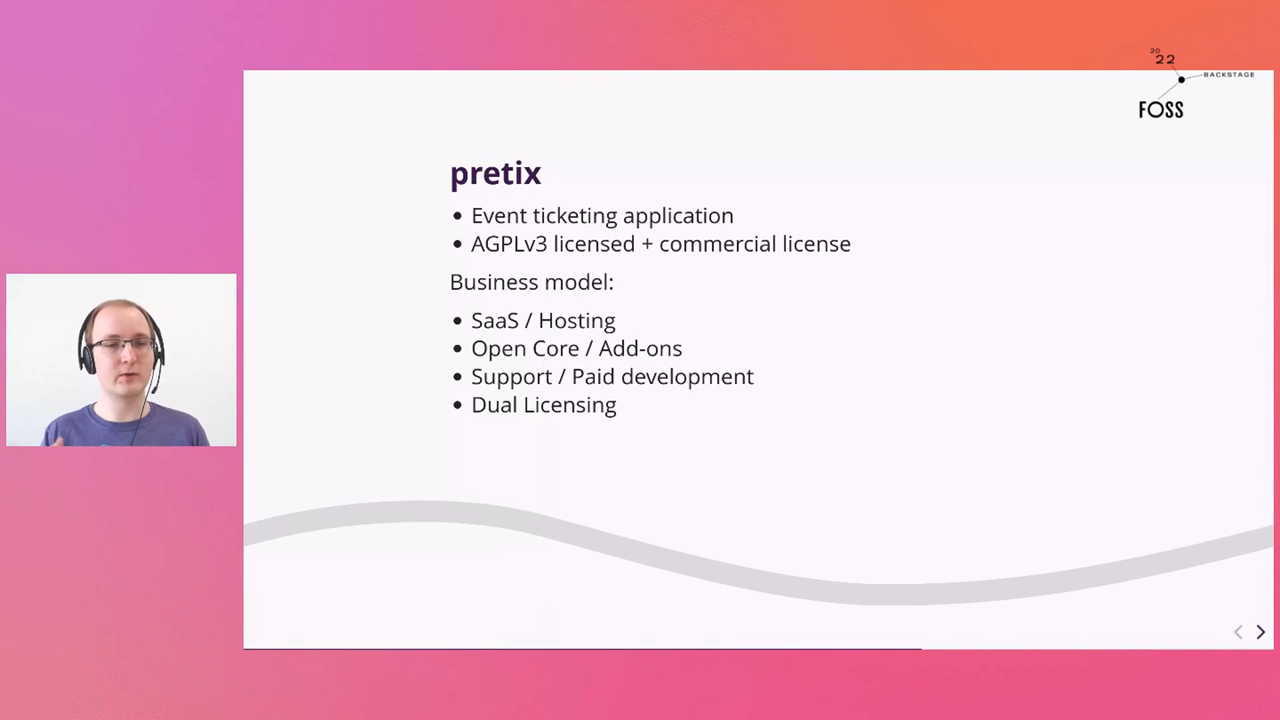 20
22
BACKSTAGE
FOSS
pretix
• Event ticketing application
• AGPLv3 licensed + commercial license
Business model:
• SaaS / Hosting
• Open Core / Add-ons
• Support / Paid development
• Dual Licensing